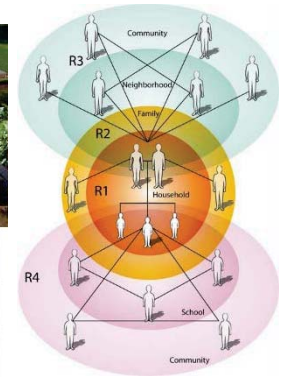 Community
R3
Neighborhood
Family
R2
R1
Household
R4
School
Community